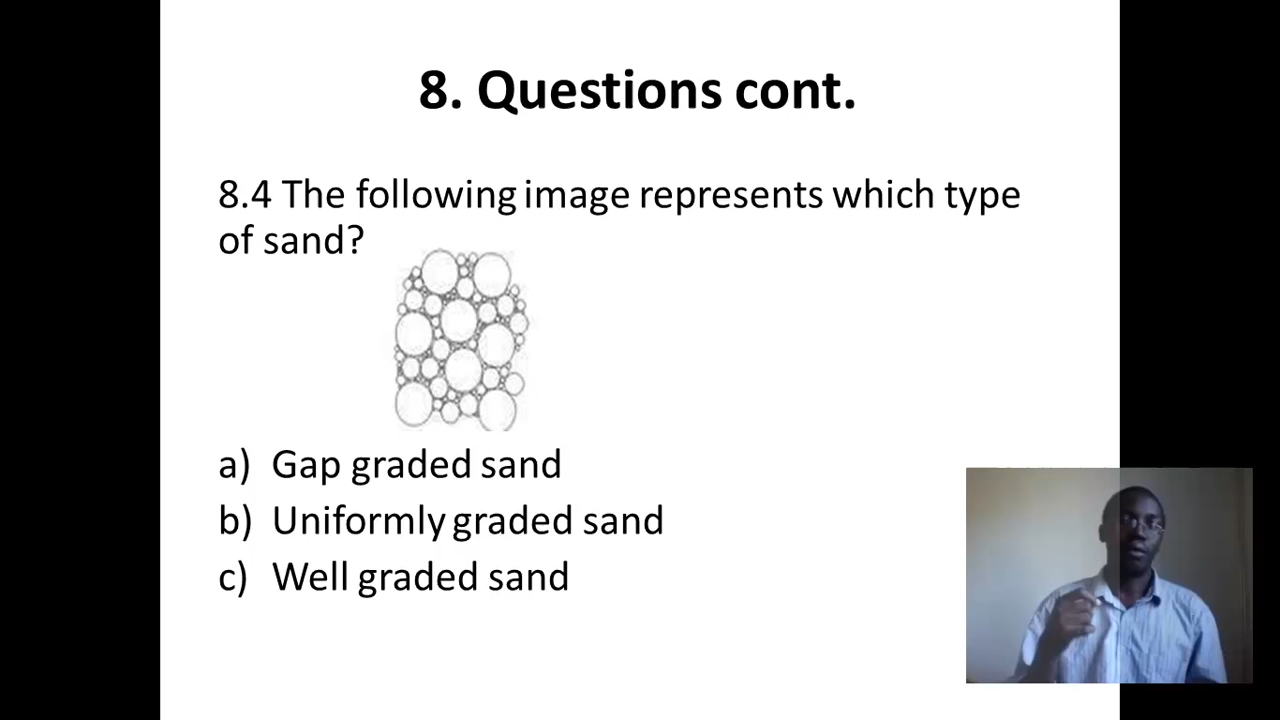 8. Questions cont.
8.4 The following image represents which type
of sand?
a) Gap graded sand
b) Uniformly graded sand
c) Well graded sand